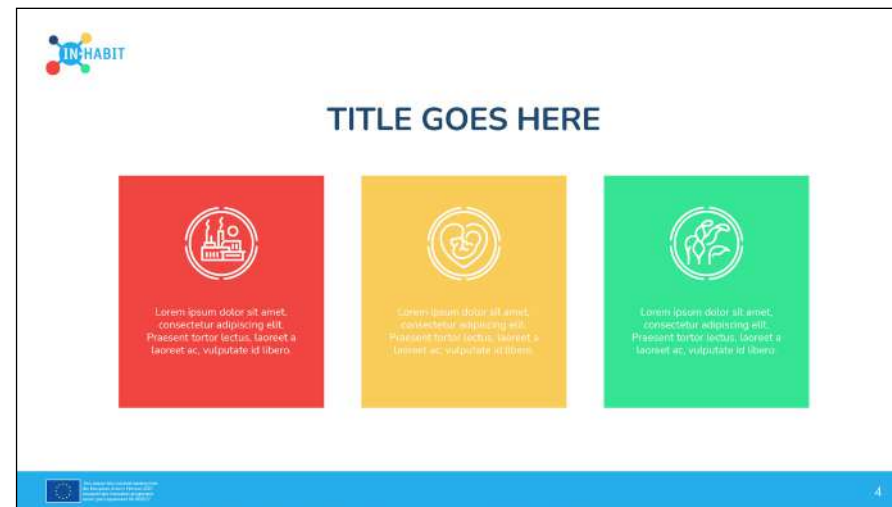 IN HABIT
TITLE GOES HERE
Lorem ipsum dolor sit amet,
consectetur adipiscing elit.
Praesent tortor lectus, laoreet a
laoreet ac, vulputate id libero.
Lorem ipsum dolor sit amet,
consectetur adipiscing elit.
Praesent tortor lectus, laoreet a
laoreet ac, vulputate id libero.
Lorem ipsum dolor sit amet,
consectetur adipiscing elit.
Praesent tortor lectus, laoreet a
laoreet ac, vulputate id libero.
4